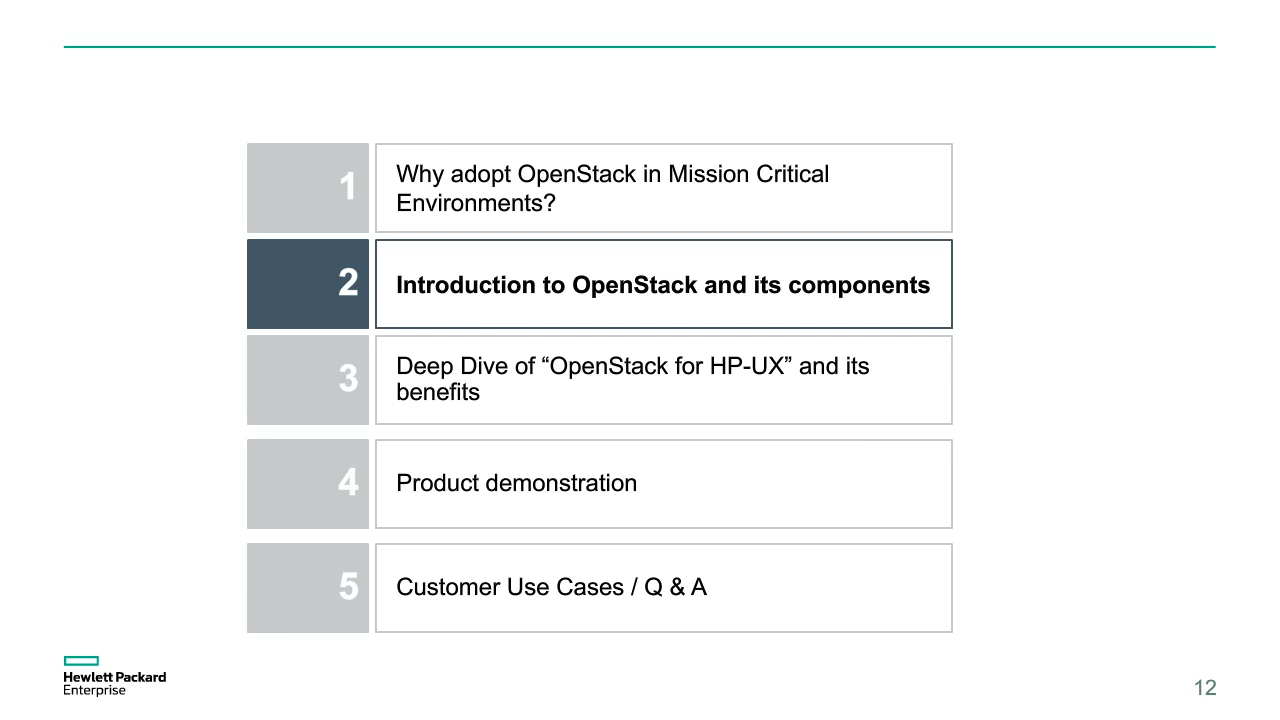 1
Why adopt OpenStack in Mission Critical
Environments?
2
Introduction to OpenStack and its components
3
Deep Dive of “OpenStack for HP-UX” and its
benefits
4
Product demonstration
5
Customer Use Cases / Q & A
Hewlett Packard
Enterprise
12